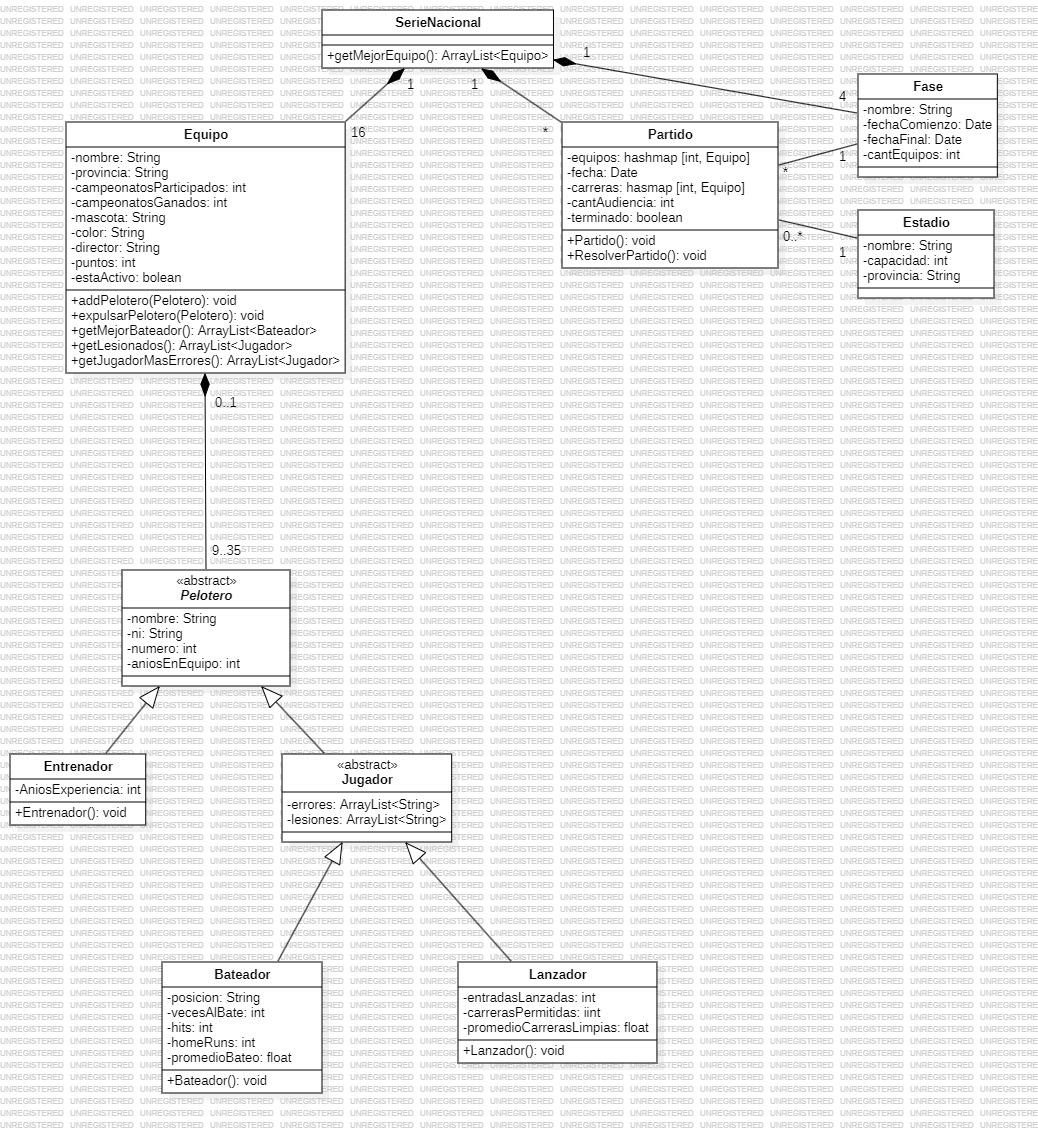 SerieNacional
+getMejorEquipo(): ArrayList<Equipo>
1
1
1
4
Fase
-nombre: String
-fechaComienzo: Date
-fechaFinal: Date
-cantEquipos: int
16
*
Equipo
-nombre: String
-provincia: String
-campeonatosParticipados: int
-campeonatosGanados: int
-mascota: String
-color: String
-director: String
-puntos: int
-estaActivo: bolean
+addPelotero(Pelotero): void
+expulsarPelotero(Pelotero): void
+getMejorBateador(): ArrayList<Bateador>
+getLesionados(): ArrayList<Jugador>
+getJugadorMasErrores(): ArrayList<Jugador>
Partido
-equipos: hashmap [int, Equipo]
-fecha: Date
-carreras: hasmap [int, Equipo]
-cantAudiencia: int
-terminado: boolean
+Partido(): void
+ResolverPartido(): void
1
*
0..*
1
Estadio
-nombre: String
-capacidad: int
-provincia: String
0..1
9..35
«abstract»
Pelotero
-nombre: String
-ni: String
-numero: int
-aniosEnEquipo: int
Entrenador
-AniosExperiencia: int
+Entrenador(): void
«abstract»
Jugador
-errores: ArrayList<String>
-lesiones: ArrayList<String>
Bateador
-posicion: String
-vecesAlBate: int
-hits: int
-homeRuns: int
-promedioBateo: float
+Bateador(): void
Lanzador
-entradasLanzadas: int
-carrerasPermitidas: iint
-promedioCarrerasLimpias: float
+Lanzador(): void
UNREGISTERED